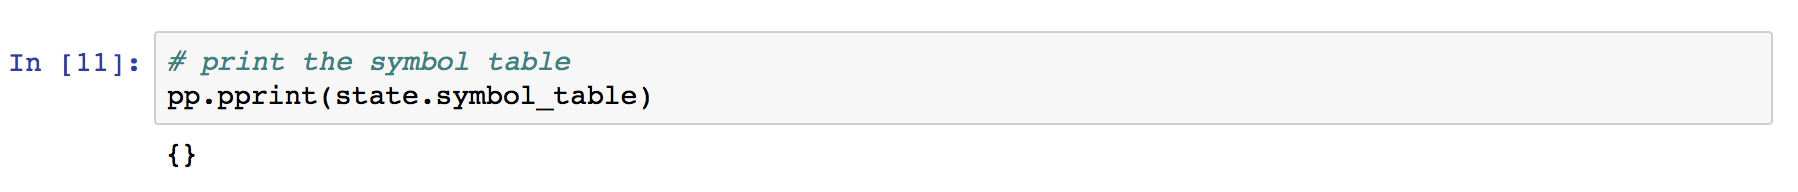 In [11]: # print the symbol table
pp.pprint(state.symbol_table)
{}